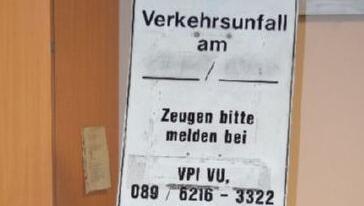 Verkehrsunfall
am
/
Zeugen bitte
melden bei
VPI VU,
089 / 6216 - 3322